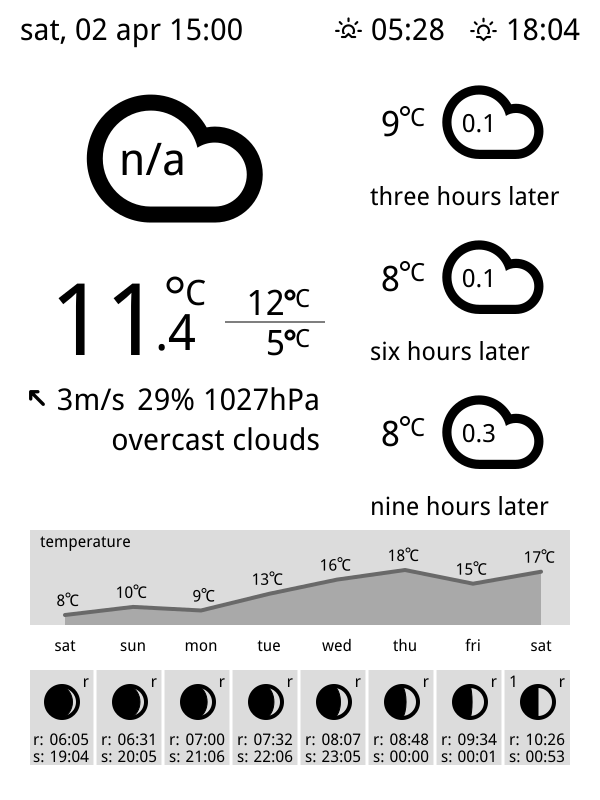 sat, 02 apr 15:00 05:28 18:04
n/a
11.4℃
12℃
5℃
3m/s 29% 1027hPa
overcast clouds
9℃ 0.1
three hours later
8℃ 0.1
six hours later
8℃ 0.3
nine hours later
temperature
8℃ 10℃ 9℃ 13℃ 16℃ 18℃ 15℃ 17℃
sat sun mon tue wed thu fri sat
r r r r r r r 1 r
r: 06:05 r: 06:31 r: 07:00 r: 07:32 r: 08:07 r: 08:48 r: 09:34 r: 10:26
s: 19:04 s: 20:05 s: 21:06 s: 22:06 s: 23:05 s: 00:00 s: 00:01 s: 00:53